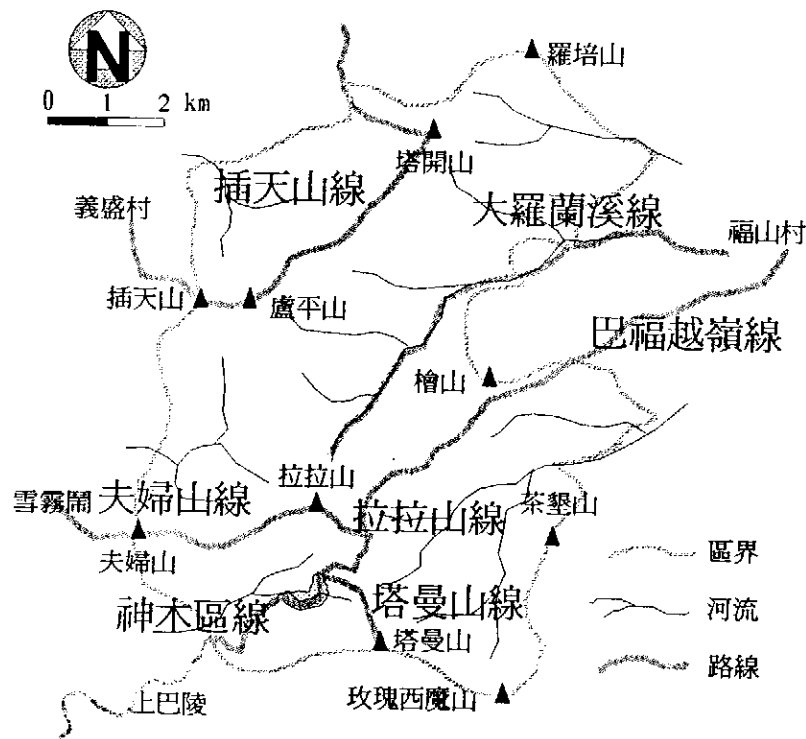 N
0 1 2 km
羅培山
塔開山
插天山線
義盛村
大羅蘭溪線
福山村
插天山
盧平山
巴福越嶺線
檜山
拉拉山
雪霧鬧
夫婦山線
拉拉山線
茶墾山
夫婦山
區界
神木區線
塔曼山線
河流
塔曼山
路線
上巴陵
玫瑰西魔山